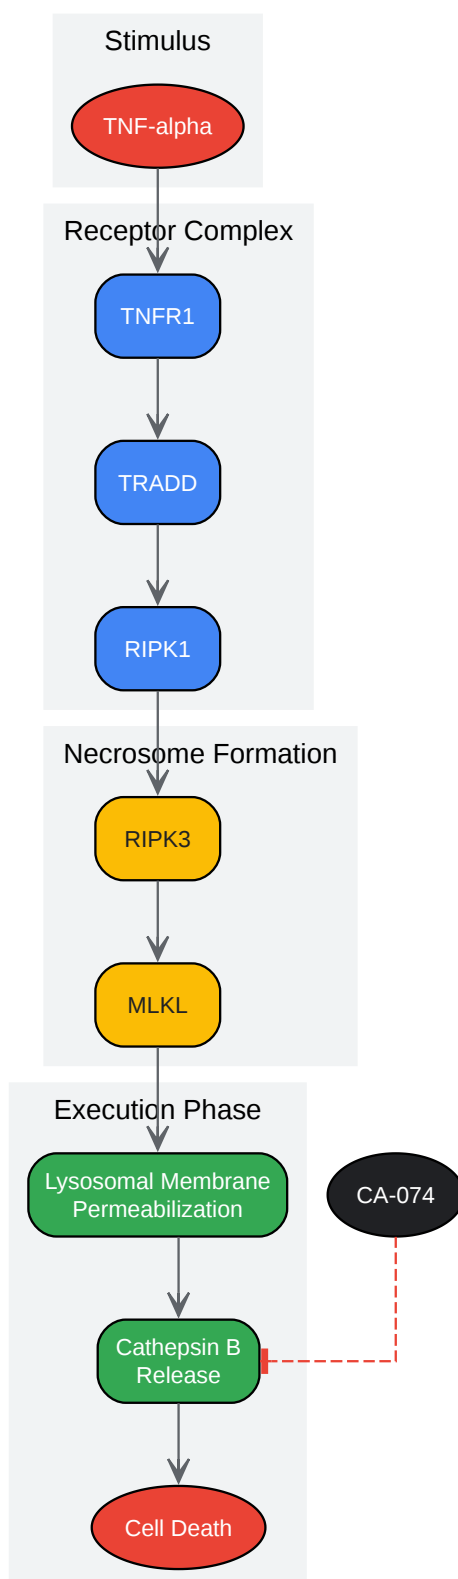 Stimulus
TNF-alpha
Receptor Complex
TNFR1
TRADD
RIPK1
Necrosome Formation
RIPK3
MLKL
Execution Phase
Lysosomal Membrane
Permeabilization
CA-074
Cathepsin B
Release
Cell Death